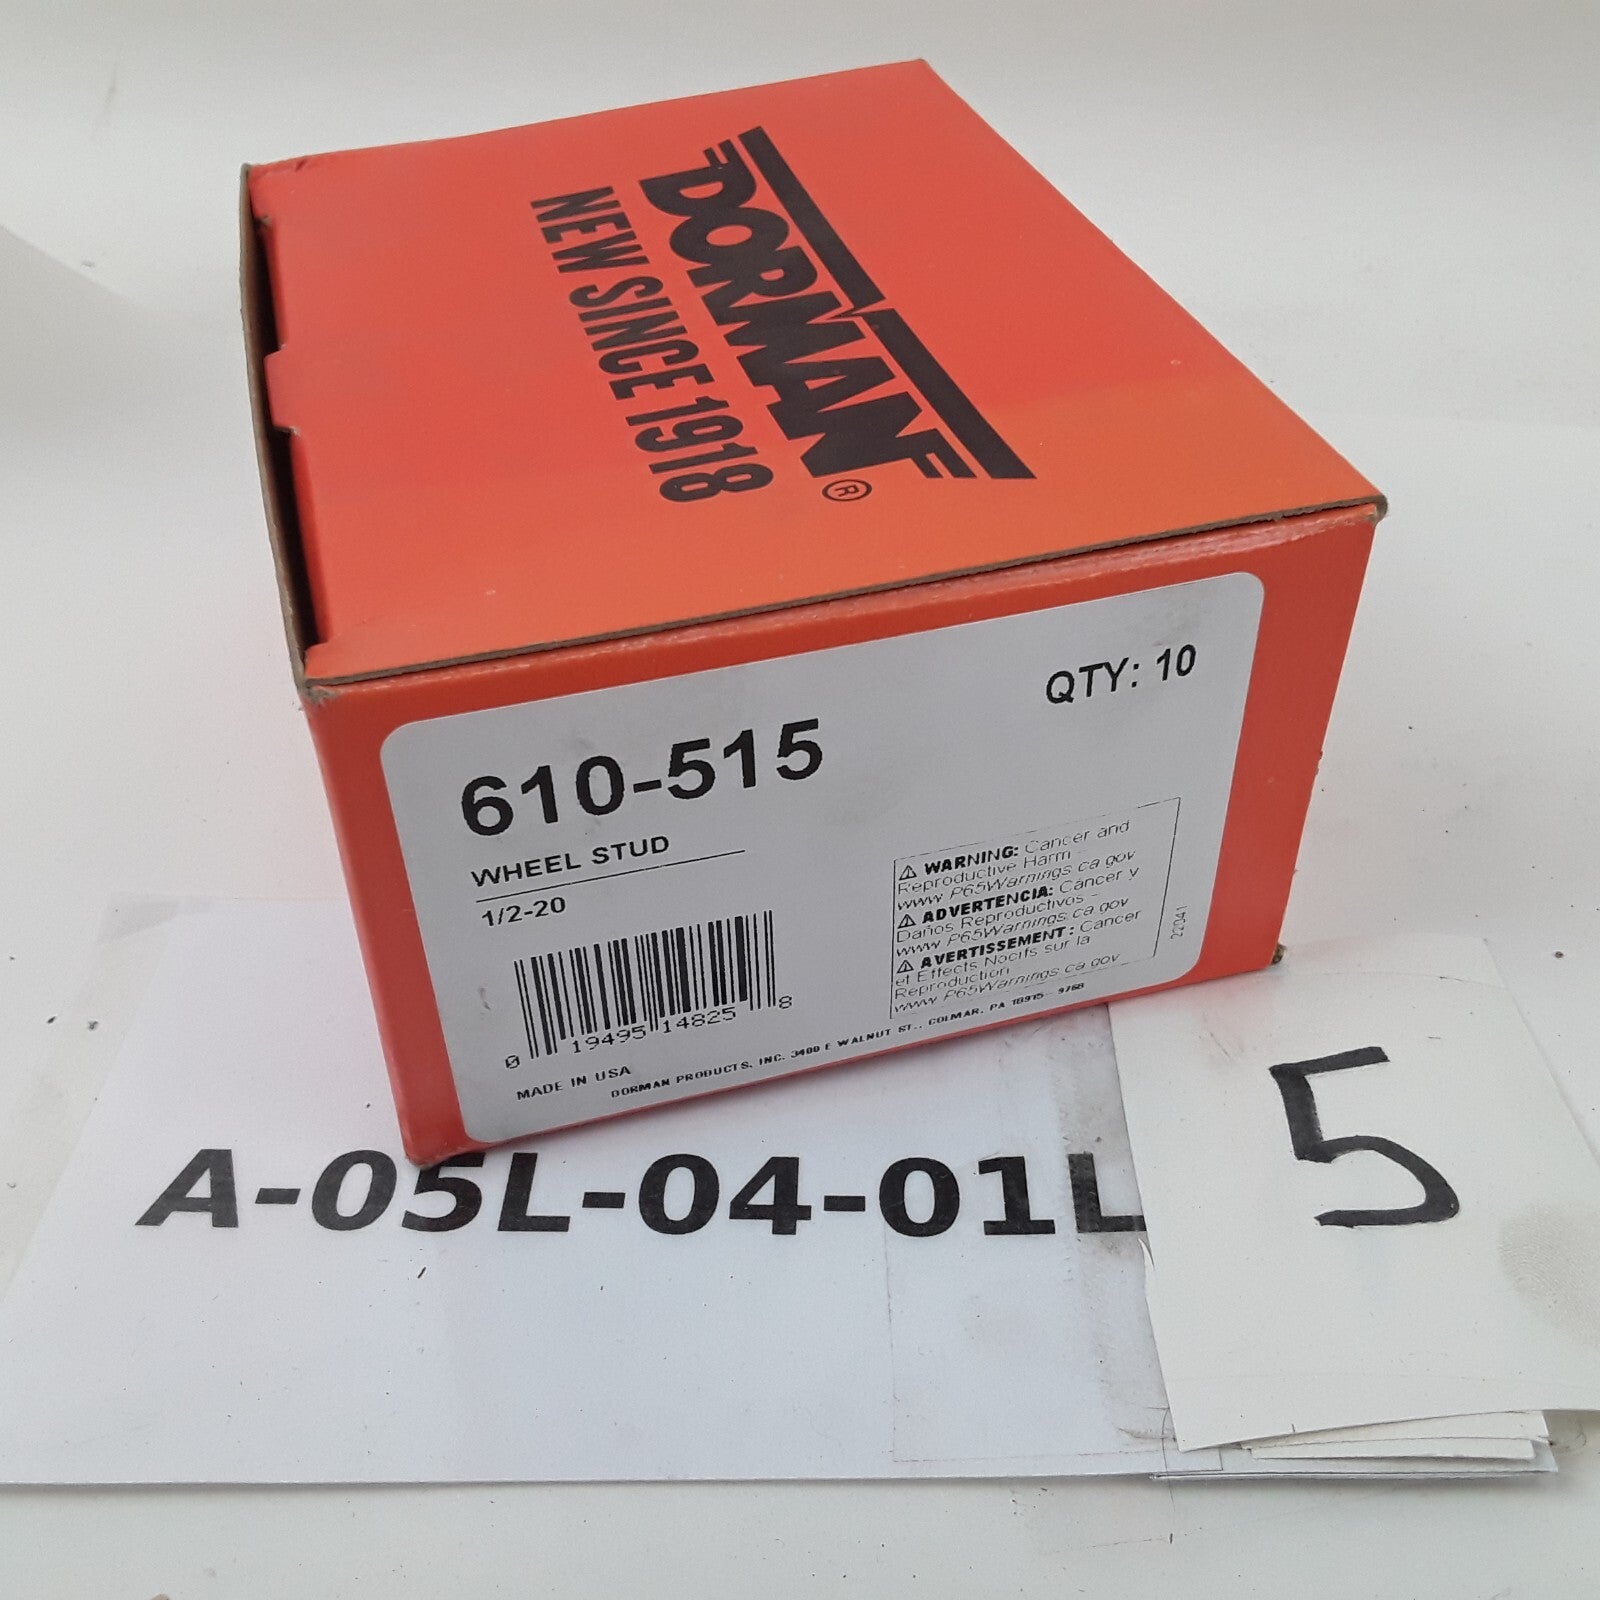 DORMAN®
NEW SINCE 1918
QTY: 10
610-515
WHEEL STUD
1/2-20
⚠ WARNING: Cancer and
Reproductive Harm -
www.P65Warnings.ca.gov
⚠ ADVERTENCIA: Cáncer y
Daños Reproductivos -
www.P65Warnings.ca.gov
⚠ AVERTISSEMENT: Cancer
et Effects Nocifs sur la
Reproduction
www.P65Warnings.ca.gov
22041
0 19495 14825 8
MADE IN USA
DORMAN PRODUCTS, INC. 3400 E WALNUT ST., COLMAR, PA 18915-9768
A-05L-04-01L
5